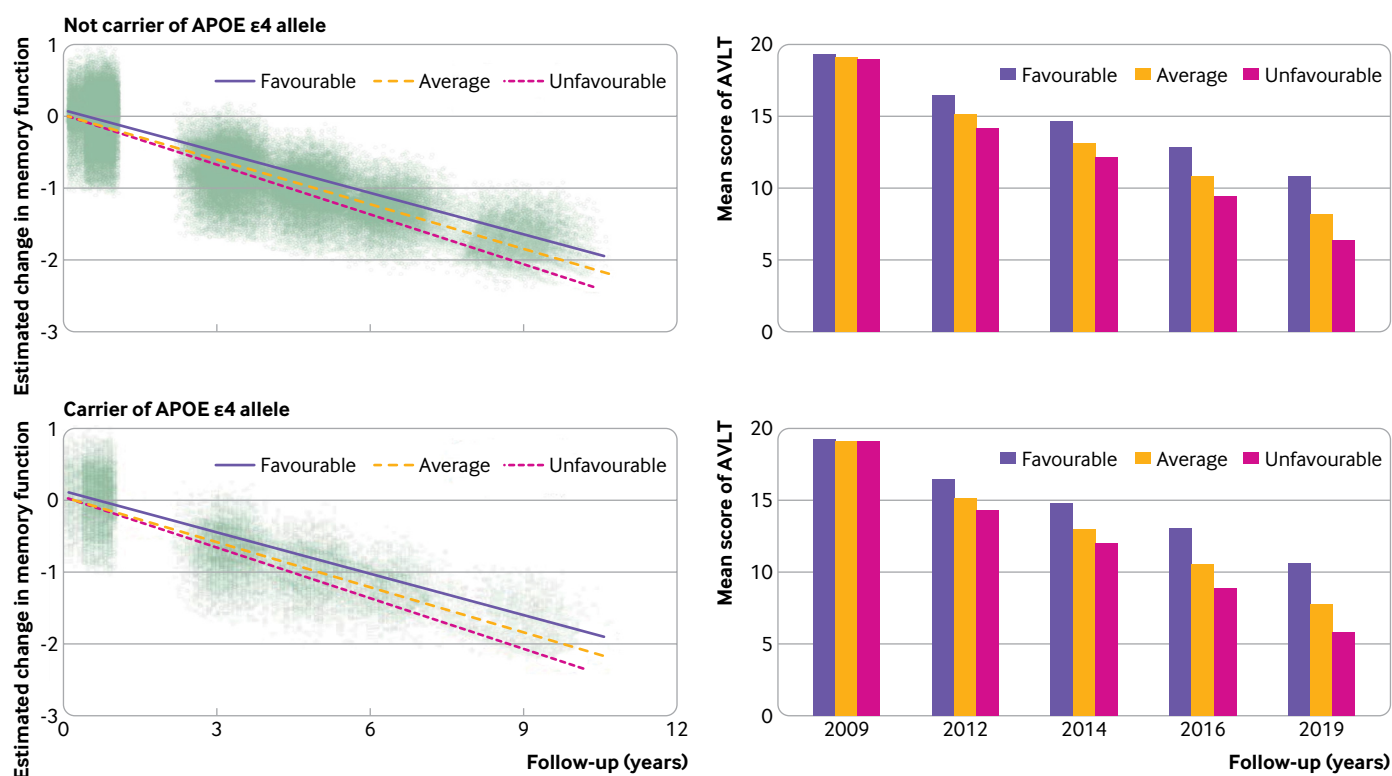 Not carrier of APOE ε4 allele
Estimated change in memory function
1
0
-1
-2
-3
Favourable Average Unfavourable
Mean score of AVLT
20
15
10
5
0
Favourable Average Unfavourable
Carrier of APOE ε4 allele
Estimated change in memory function
1
0
-1
-2
-3
Favourable Average Unfavourable
0 3 6 9 12
Follow-up (years)
Mean score of AVLT
20
15
10
5
0
Favourable Average Unfavourable
2009 2012 2014 2016 2019
Follow-up (years)